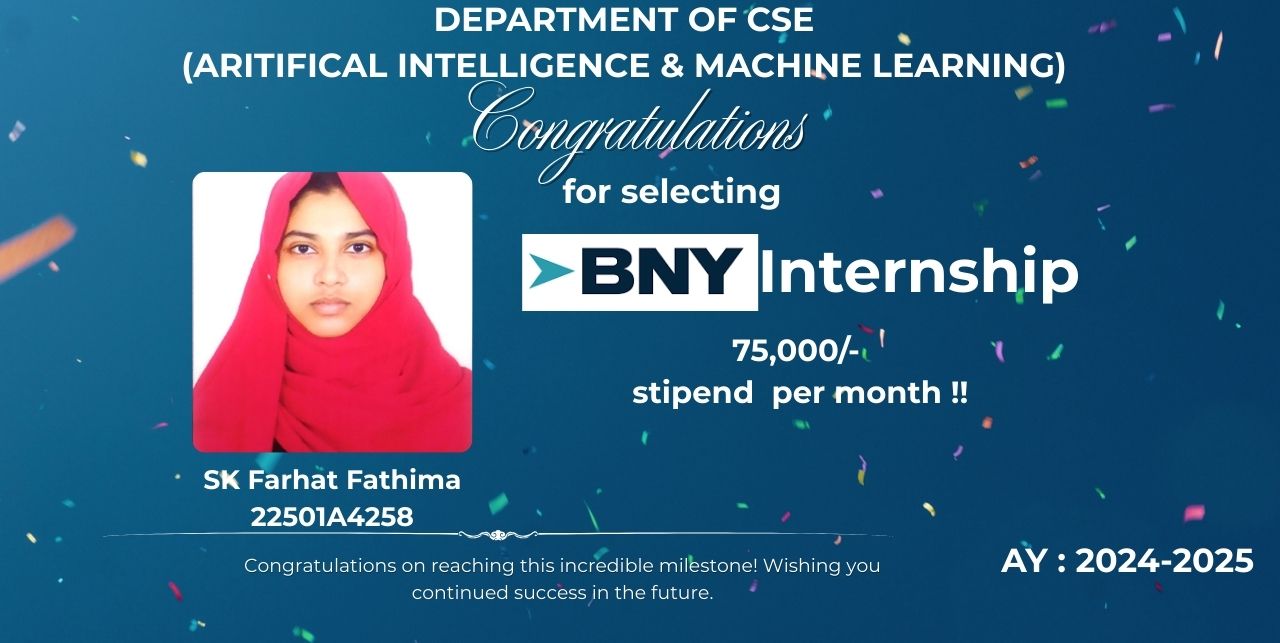 DEPARTMENT OF CSE
(ARITIFICAL INTELLIGENCE & MACHINE LEARNING)
Congratulations
for selecting
BNY Internship
75,000/-
stipend per month !!
SK Farhat Fathima
22501A4258
Congratulations on reaching this incredible milestone! Wishing you
continued success in the future.
AY : 2024-2025